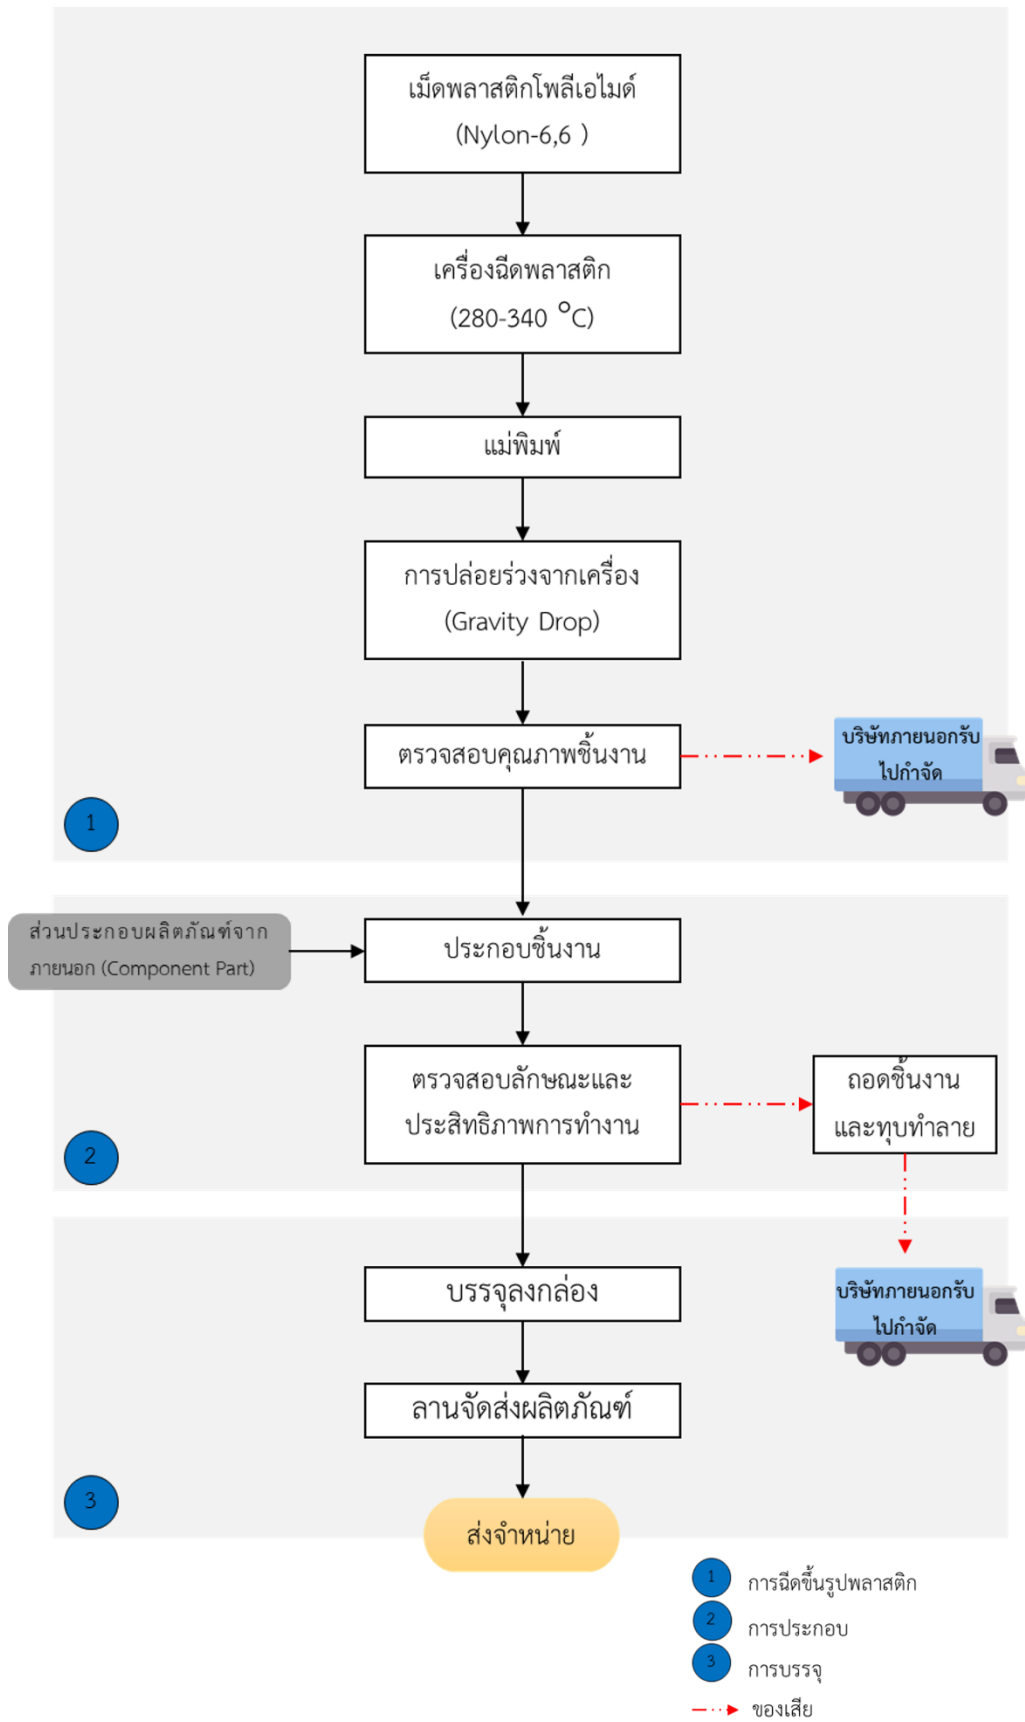 เม็ดพลาสติกโพลีเอไมด์
(Nylon-6,6 )
เครื่องฉีดพลาสติก
(280-340 °C)
แม่พิมพ์
การปล่อยร่วงจากเครื่อง
(Gravity Drop)
ตรวจสอบคุณภาพชิ้นงาน
บริษัทภายนอกรับ
ไปกำจัด
1
ส่วนประกอบผลิตภัณฑ์จาก
ภายนอก (Component Part)
ประกอบชิ้นงาน
ตรวจสอบลักษณะและ
ประสิทธิภาพการทำงาน
ถอดชิ้นงาน
และทุบทำลาย
2
บรรจุลงกล่อง
บริษัทภายนอกรับ
ไปกำจัด
ลานจัดส่งผลิตภัณฑ์
3
ส่งจำหน่าย
1 การฉีดขึ้นรูปพลาสติก
2 การประกอบ
3 การบรรจุ
ของเสีย